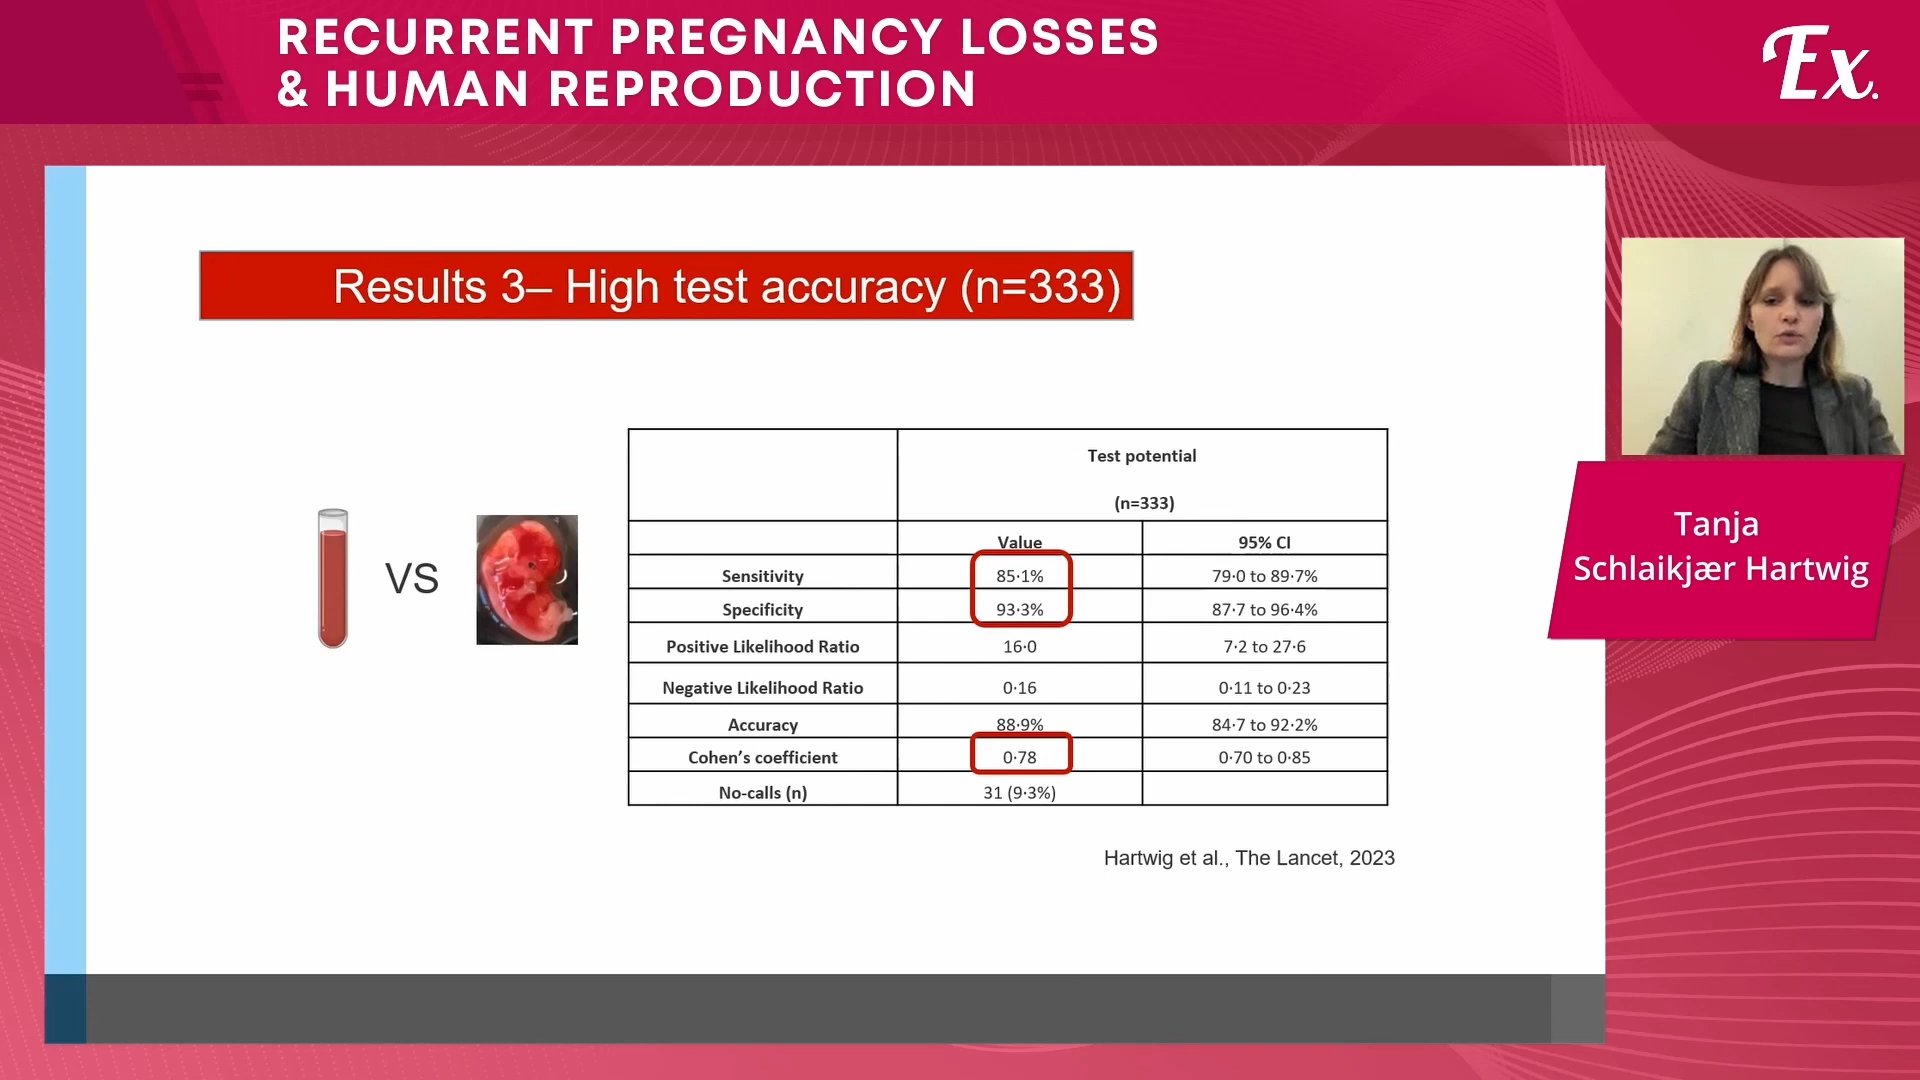 RECURRENT PREGNANCY LOSSES
& HUMAN REPRODUCTION
Ex.
Results 3– High test accuracy (n=333)
VS
Test potential
(n=333)
Value 95% CI
Sensitivity 85·1% 79·0 to 89·7%
Specificity 93·3% 87·7 to 96·4%
Positive Likelihood Ratio 16·0 7·2 to 27·6
Negative Likelihood Ratio 0·16 0·11 to 0·23
Accuracy 88·9% 84·7 to 92·2%
Cohen’s coefficient 0·78 0·70 to 0·85
No-calls (n) 31 (9·3%)
Hartwig et al., The Lancet, 2023
Tanja
Schlaikjær Hartwig